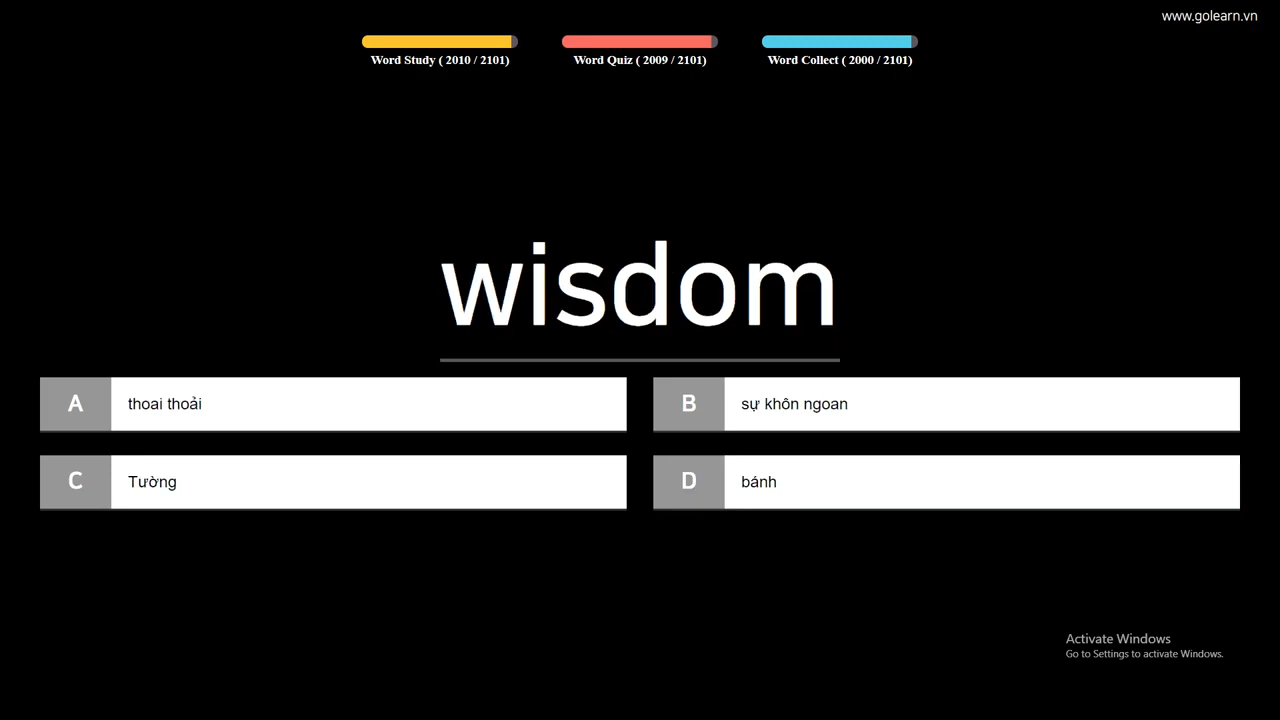 www.golearn.vn
Word Study ( 2010 / 2101)
Word Quiz ( 2009 / 2101)
Word Collect ( 2000 / 2101)
wisdom
A thoai thoải
B sự khôn ngoan
C Tường
D bánh
Activate Windows
Go to Settings to activate Windows.